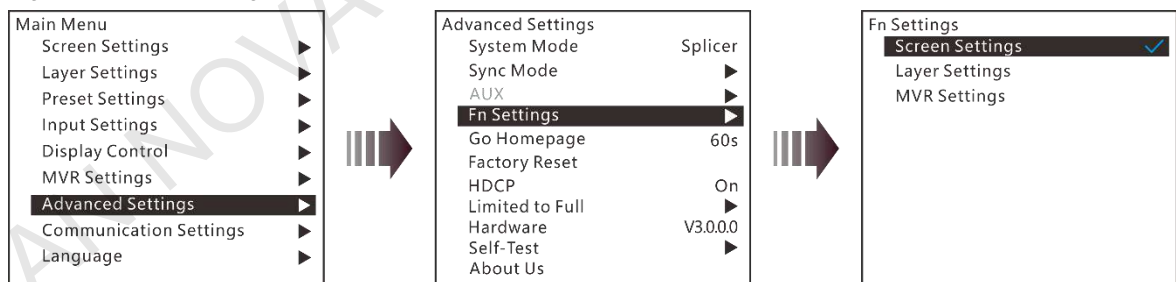 Main Menu
Screen Settings
Layer Settings
Preset Settings
Input Settings
Display Control
MVR Settings
Advanced Settings
Communication Settings
Language
Advanced Settings
System Mode Splicer
Sync Mode
AUX
Fn Settings
Go Homepage 60s
Factory Reset
HDCP On
Limited to Full
Hardware V3.0.0.0
Self-Test
About Us
Fn Settings
Screen Settings
Layer Settings
MVR Settings
AN NOVA